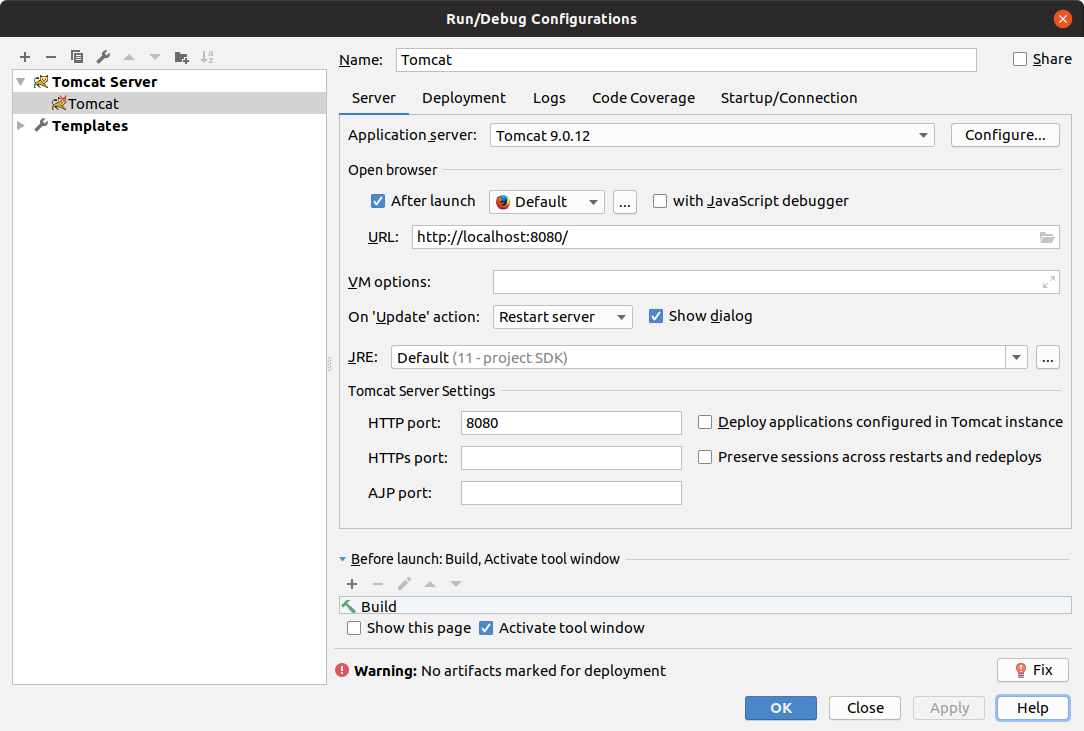 Run/Debug Configurations
Tomcat Server
Tomcat
Templates
Name: Tomcat Share
Server Deployment Logs Code Coverage Startup/Connection
Application server: Tomcat 9.0.12 Configure...
Open browser
After launch Default ... with JavaScript debugger
URL: http://localhost:8080/
VM options:
On 'Update' action: Restart server Show dialog
JRE: Default (11 - project SDK) ...
Tomcat Server Settings
HTTP port: 8080 Deploy applications configured in Tomcat instance
HTTPs port: Preserve sessions across restarts and redeploys
AJP port:
Before launch: Build, Activate tool window
Build
Show this page Activate tool window
Warning: No artifacts marked for deployment Fix
OK Close Apply Help